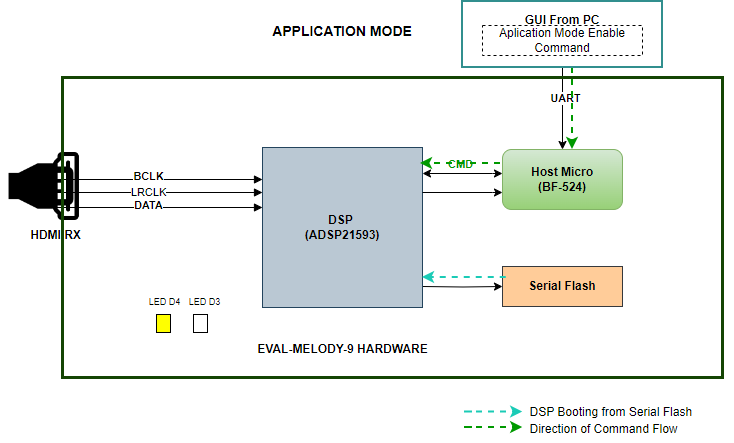 APPLICATION MODE
GUI From PC
Aplication Mode Enable
Command
UART
CMD
Host Micro
(BF-524)
BCLK
LRCLK
DATA
HDMI RX
DSP
(ADSP21593)
Serial Flash
LED D4 LED D3
EVAL-MELODY-9 HARDWARE
DSP Booting from Serial Flash
Direction of Command Flow